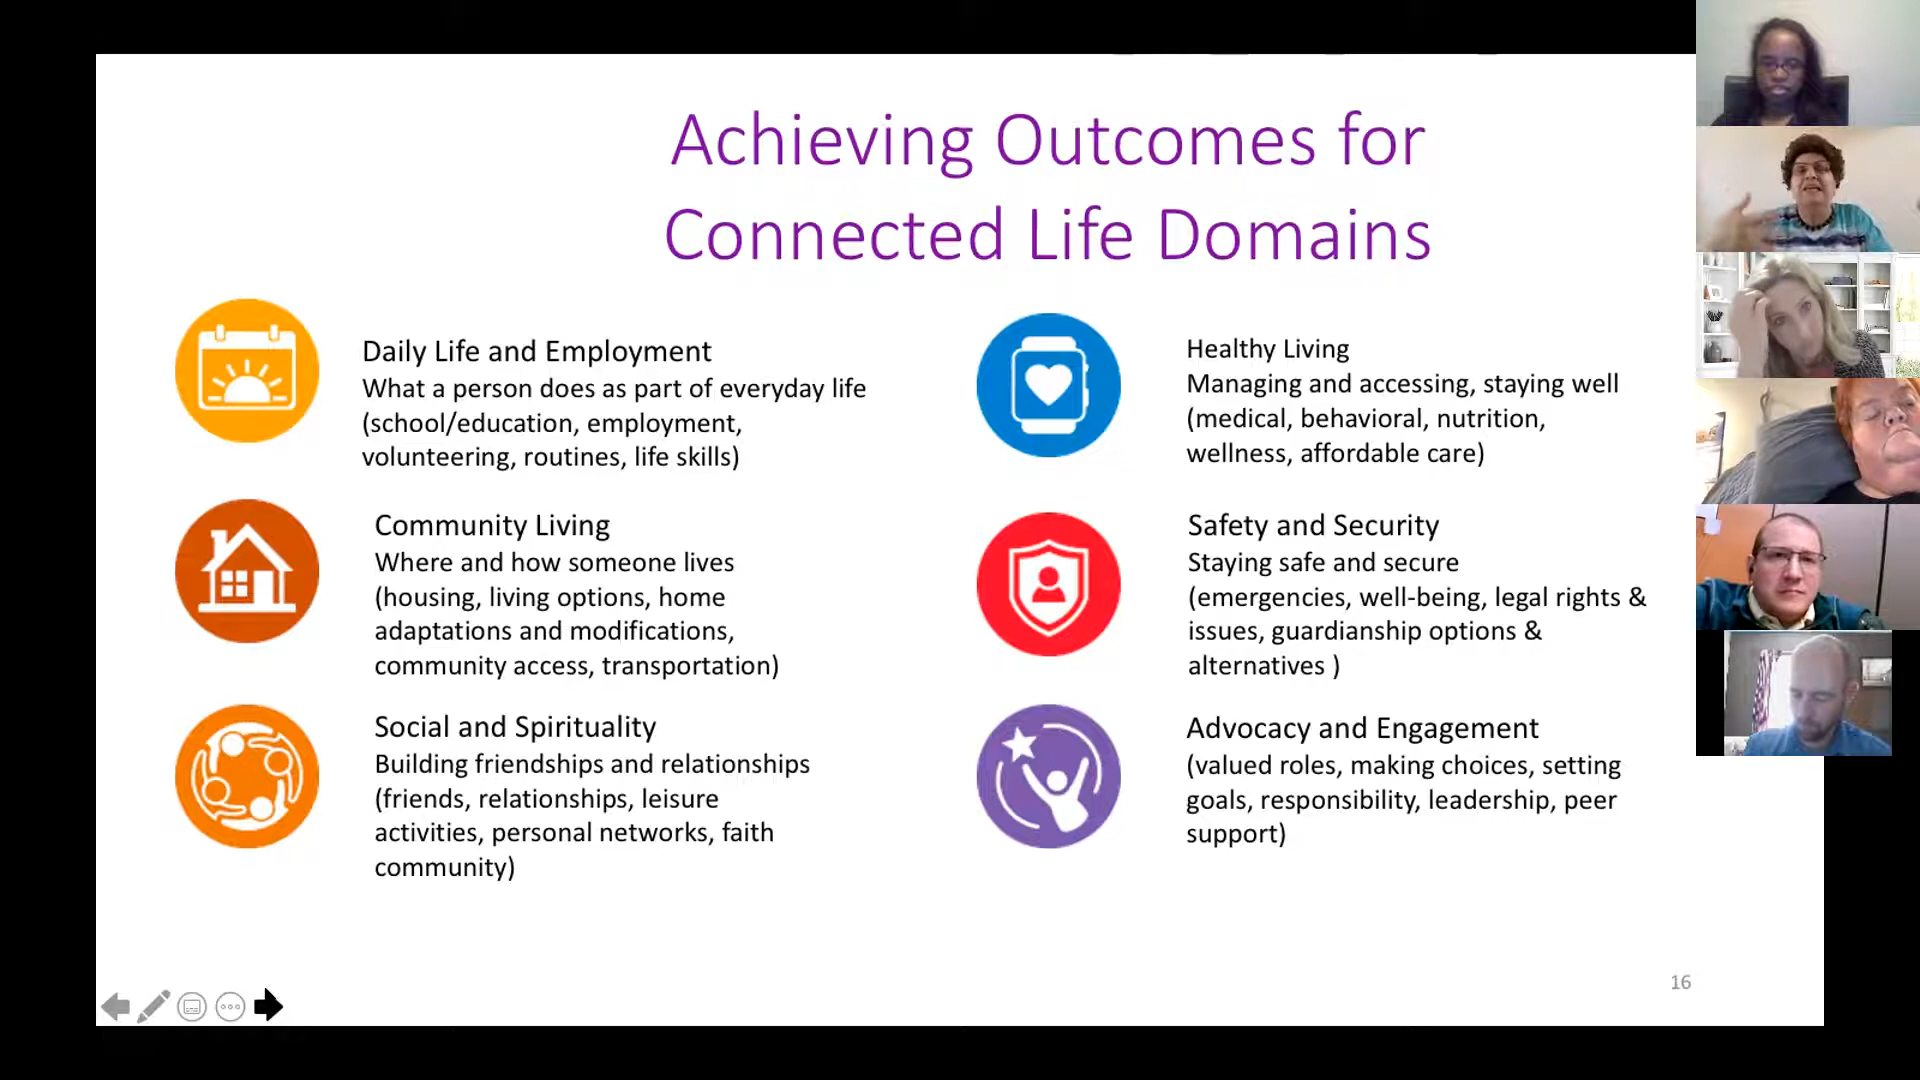 Achieving Outcomes for
Connected Life Domains
Daily Life and Employment
What a person does as part of everyday life
(school/education, employment,
volunteering, routines, life skills)
Community Living
Where and how someone lives
(housing, living options, home
adaptations and modifications,
community access, transportation)
Social and Spirituality
Building friendships and relationships
(friends, relationships, leisure
activities, personal networks, faith
community)
Healthy Living
Managing and accessing, staying well
(medical, behavioral, nutrition,
wellness, affordable care)
Safety and Security
Staying safe and secure
(emergencies, well-being, legal rights &
issues, guardianship options &
alternatives )
Advocacy and Engagement
(valued roles, making choices, setting
goals, responsibility, leadership, peer
support)
16